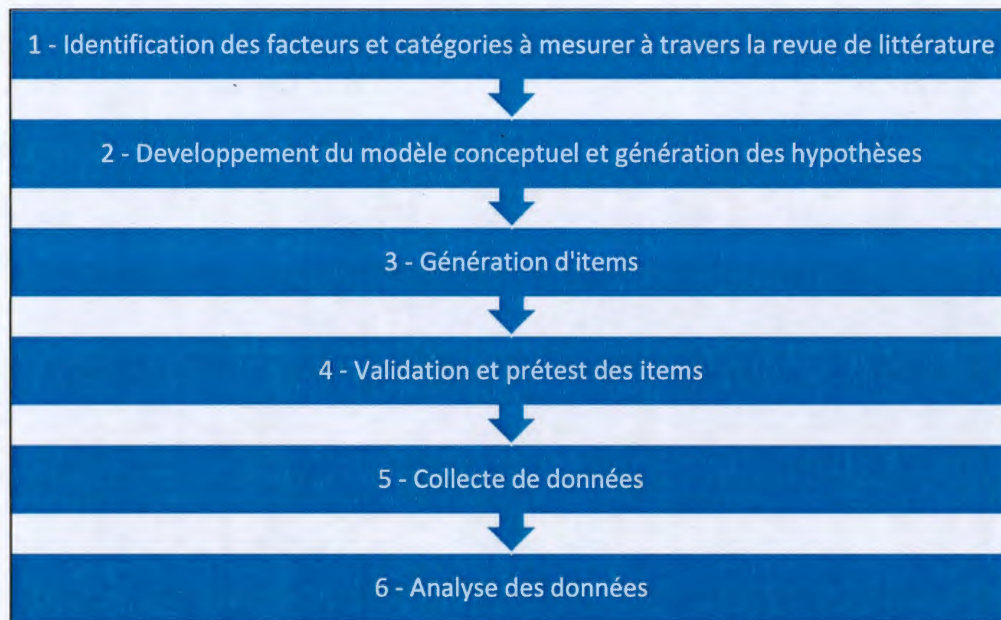 1 - Identification des facteurs et catégories à mesurer à travers la revue de littérature
2 - Developpement du modèle conceptuel et génération des hypothèses
3 - Génération d'items
4 - Validation et prétest des items
5 - Collecte de données
6 - Analyse des données